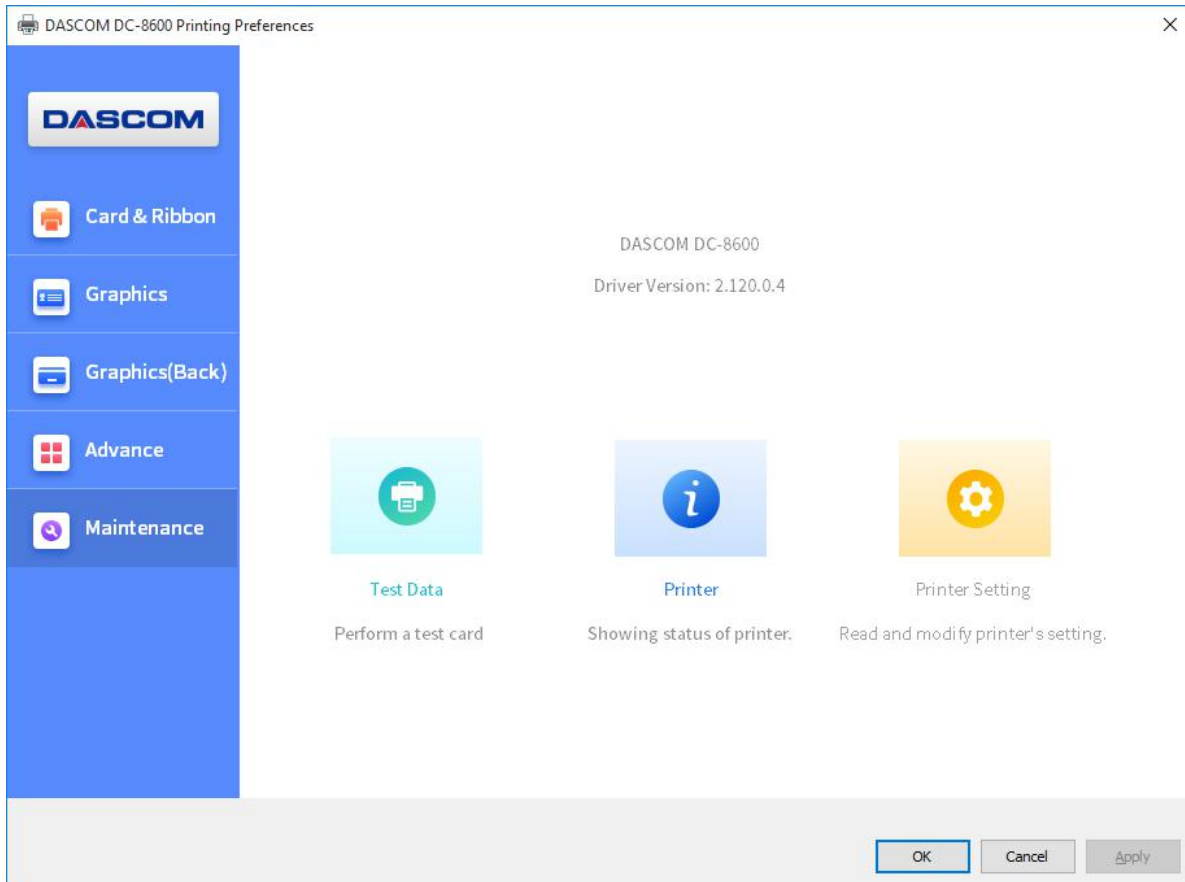 DASCOM DC-8600 Printing Preferences
DASCOM
Card & Ribbon
Graphics
Graphics(Back)
Advance
Maintenance
DASCOM DC-8600
Driver Version: 2.120.0.4
Test Data
Perform a test card
Printer
Showing status of printer.
Printer Setting
Read and modify printer's setting.
OK
Cancel
Apply